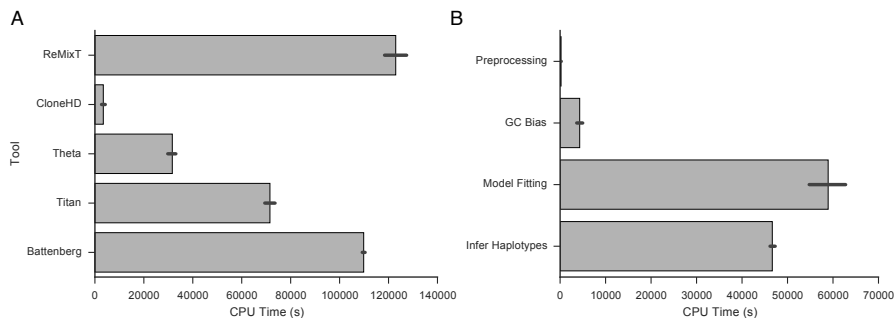 A
ReMixT
CloneHD
Theta
Titan
Battenberg
Tool
0 20000 40000 60000 80000 100000 120000 140000
CPU Time (s)
B
Preprocessing
GC Bias
Model Fitting
Infer Haplotypes
0 10000 20000 30000 40000 50000 60000 70000
CPU Time (s)